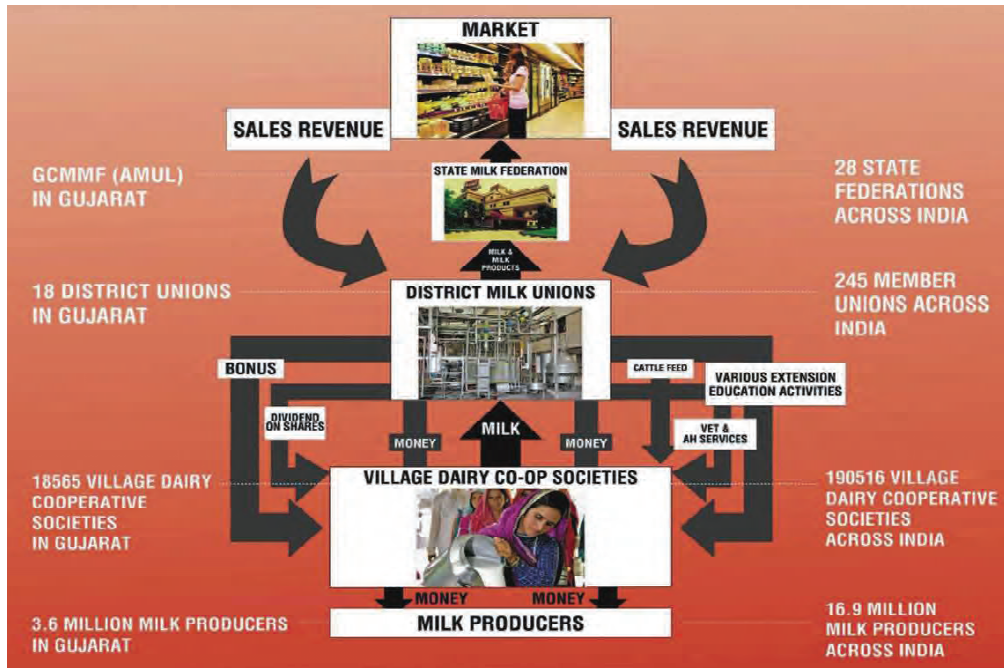 MARKET
SALES REVENUE
SALES REVENUE
GCMMF (AMUL)
IN GUJARAT
STATE MILK FEDERATION
28 STATE
FEDERATIONS
ACROSS INDIA
MILK &
MILK
PRODUCTS
18 DISTRICT UNIONS
IN GUJARAT
DISTRICT MILK UNIONS
245 MEMBER
UNIONS ACROSS
INDIA
BONUS
CATTLE FEED
VARIOUS EXTENSION
EDUCATION ACTIVITIES
DIVIDEND
ON SHARES
MONEY
MILK
MONEY
VET &
AH SERVICES
18565 VILLAGE DAIRY
COOPERATIVE
SOCIETIES
IN GUJARAT
VILLAGE DAIRY CO-OP SOCIETIES
190516 VILLAGE
DAIRY COOPERATIVE
SOCIETIES
ACROSS INDIA
MONEY
MONEY
3.6 MILLION MILK PRODUCERS
IN GUJARAT
MILK PRODUCERS
16.9 MILLION
MILK PRODUCERS
ACROSS INDIA